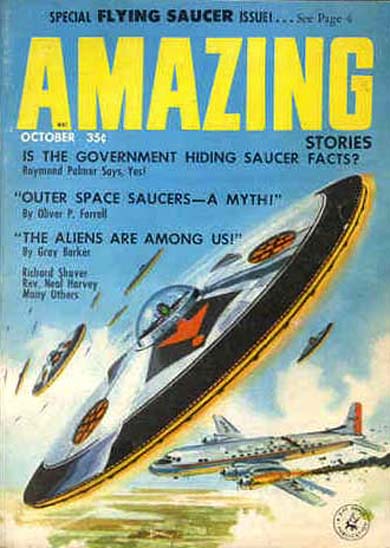 SPECIAL FLYING SAUCER ISSUE!... See Page 4
AMAZING
OCTOBER 35¢
STORIES
IS THE GOVERNMENT HIDING SAUCER FACTS?
Raymond Palmer Says, Yes!
"OUTER SPACE SAUCERS—A MYTH!"
By Oliver P. Ferrell
"THE ALIENS ARE AMONG US!"
By Gray Barker
Richard Shaver
Rev. Neal Harvey
Many Others